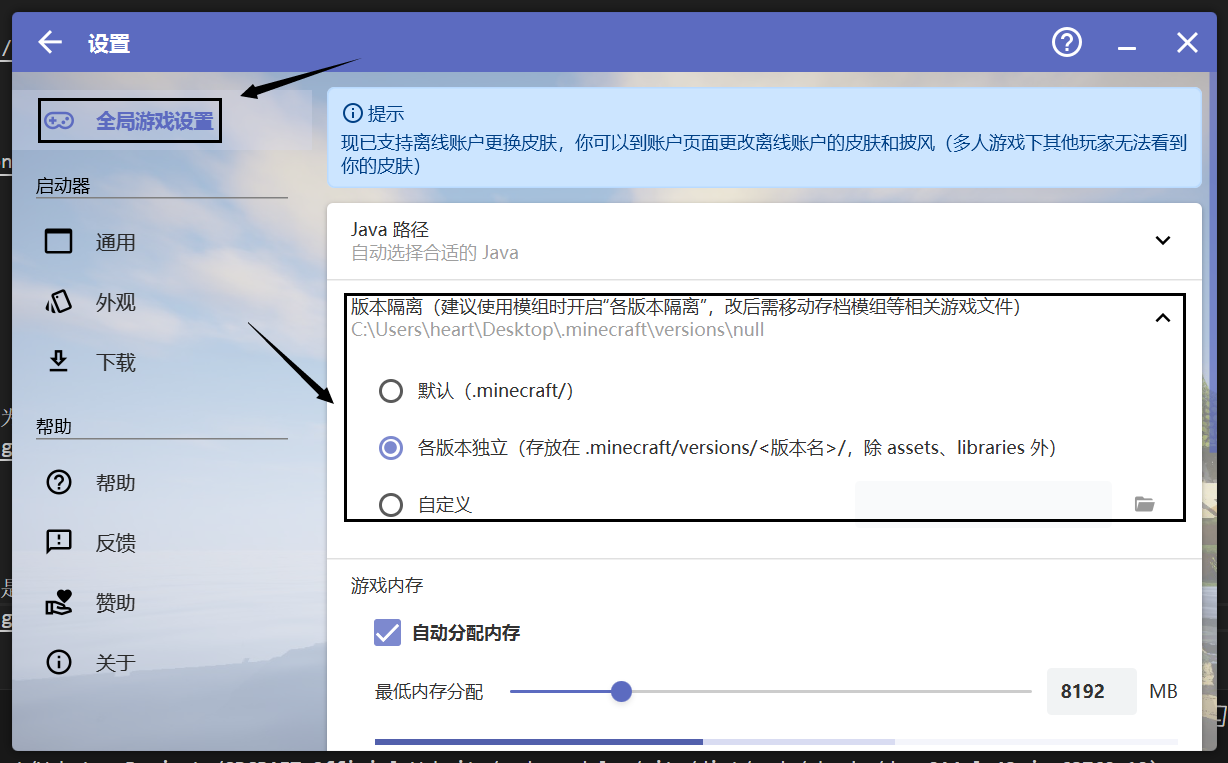 设置
全局游戏设置
启动器
通用
外观
下载
帮助
帮助
反馈
赞助
关于
提示
现已支持离线账户更换皮肤，你可以到账户页面更改离线账户的皮肤和披风（多人游戏下其他玩家无法看到
你的皮肤）
Java 路径
自动选择合适的 Java
版本隔离（建议使用模组时开启“各版本隔离”，改后需移动存档模组等相关游戏文件）
C:\Users\heart\Desktop\.minecraft\versions\null
默认（.minecraft/）
各版本独立（存放在 .minecraft/versions/<版本名>/，除 assets、libraries 外）
自定义
游戏内存
自动分配内存
最低内存分配 8192 MB